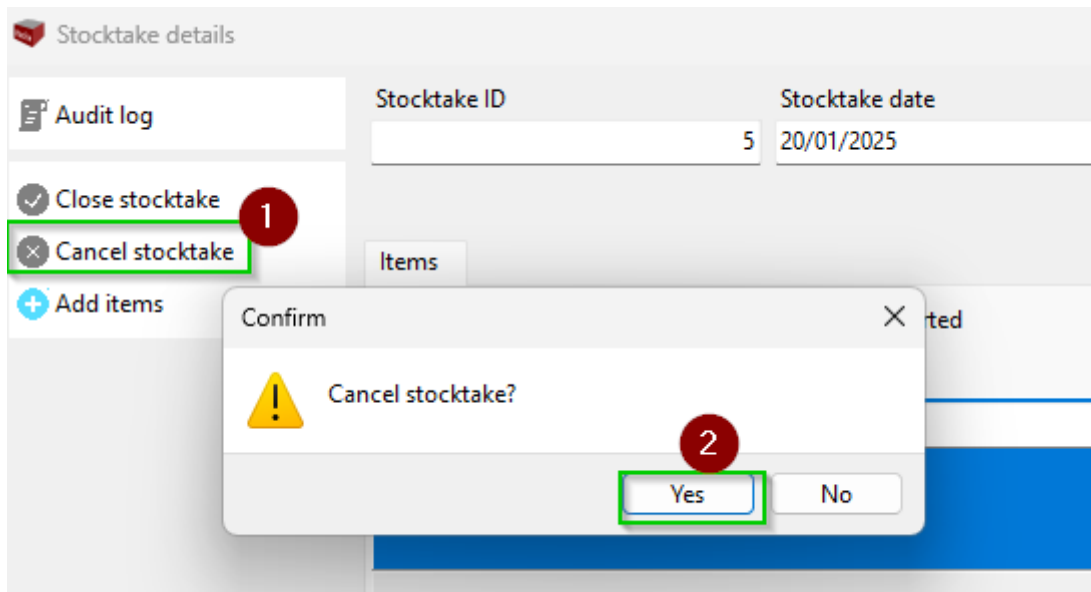 Stocktake details
Audit log
Stocktake ID
Stocktake date
5
20/01/2025
Close stocktake
1
Cancel stocktake
Items
Add items
Confirm
rted
Cancel stocktake?
2
Yes
No